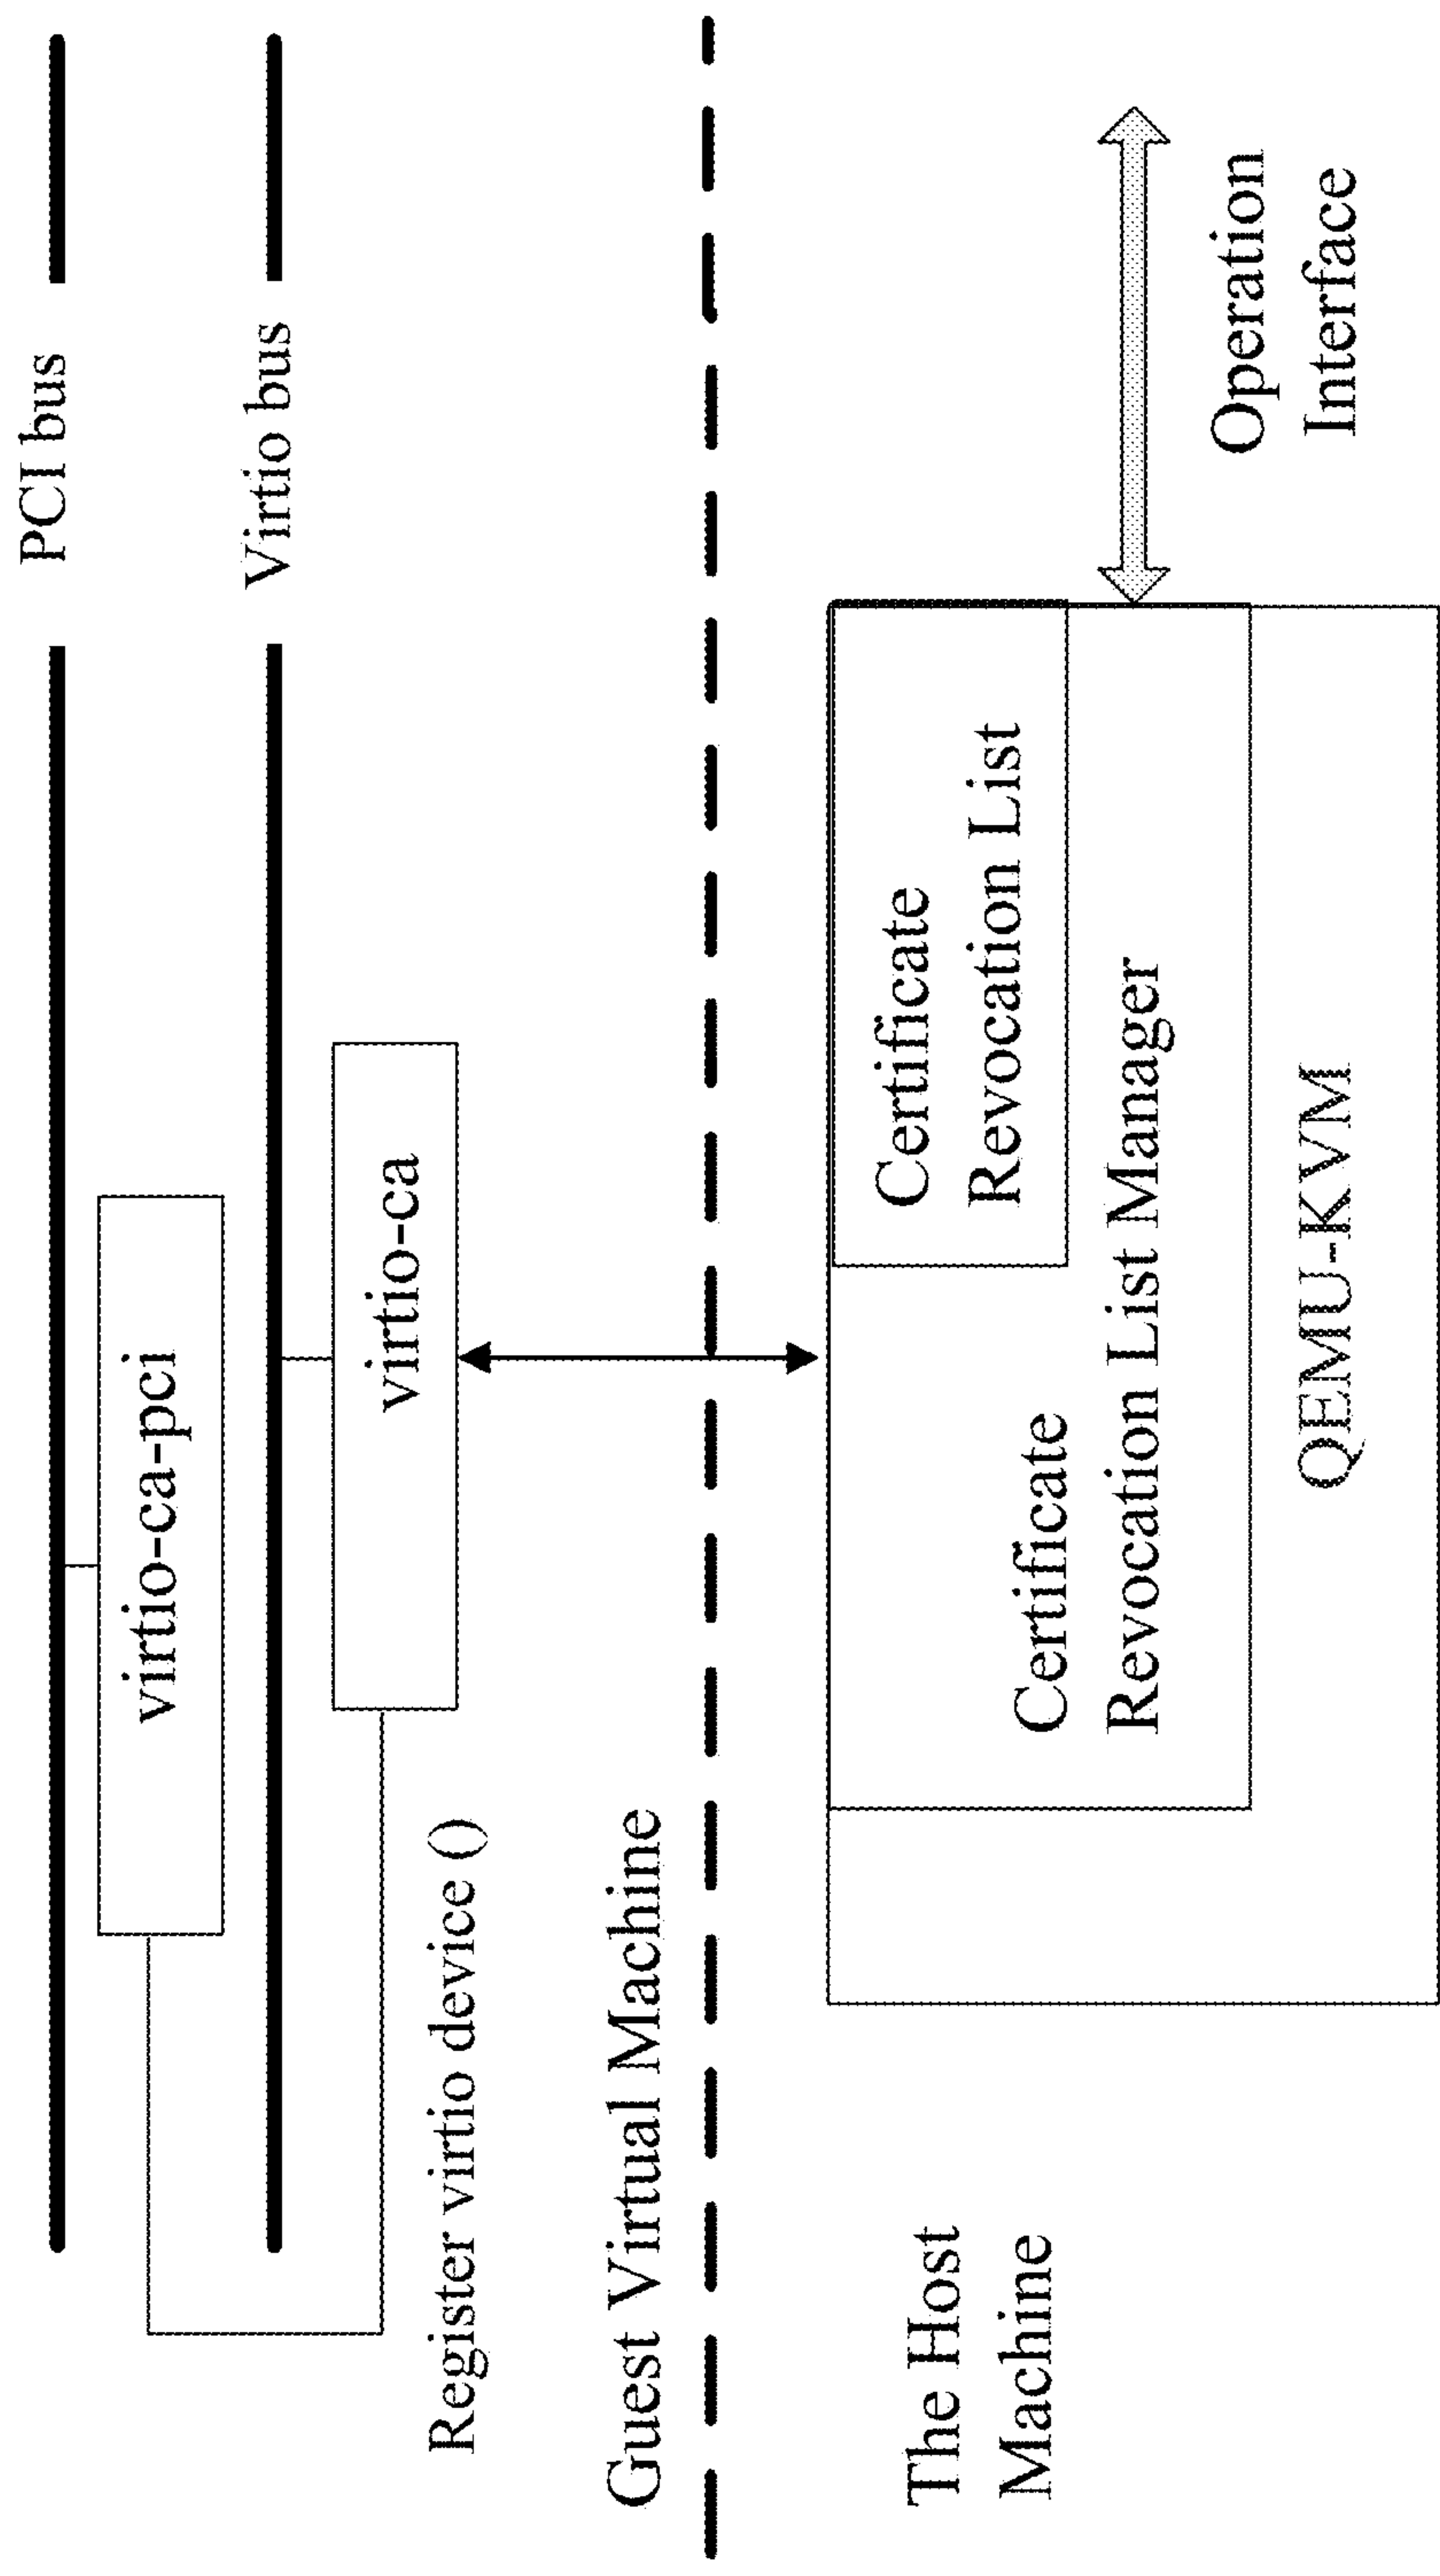 PCI bus
virtio-ca-pci
Virtio bus
virtio-ca
Register virtio device ()
Guest Virtual Machine
The Host
Machine
Certificate
Revocation List
Certificate
Revocation List Manager
QEMU-KVM
Operation
Interface